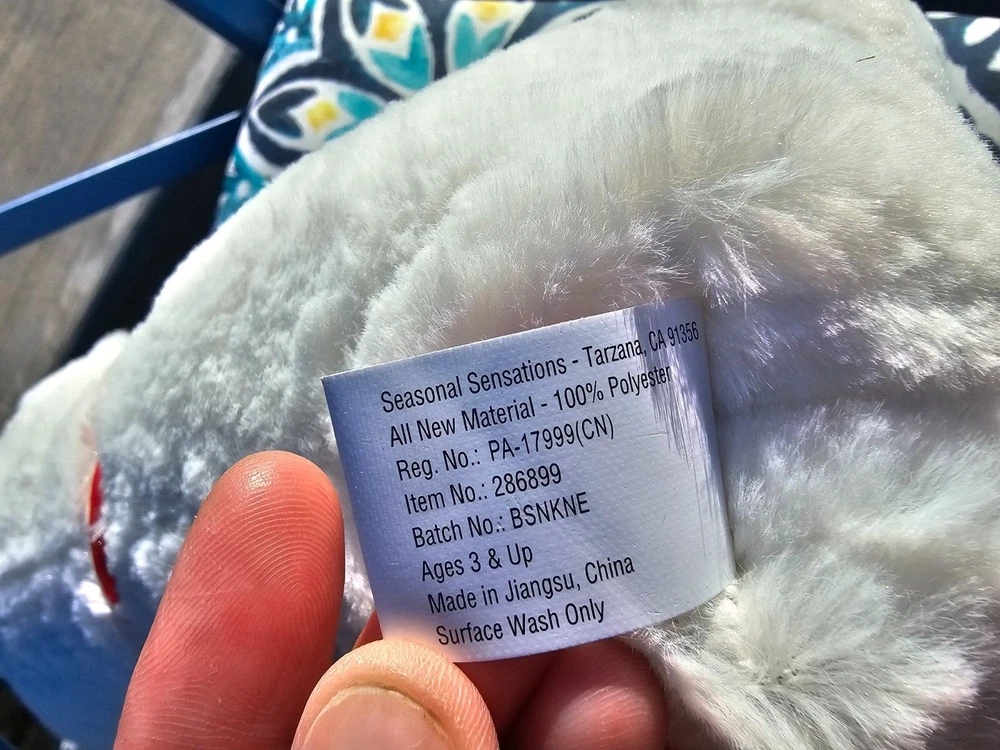 Seasonal Sensations - Tarzana, CA 91356
All New Material - 100% Polyester
Reg. No.: PA-17999(CN)
Item No.: 286899
Batch No.: BSNKNE
Ages 3 & Up
Made in Jiangsu, China
Surface Wash Only